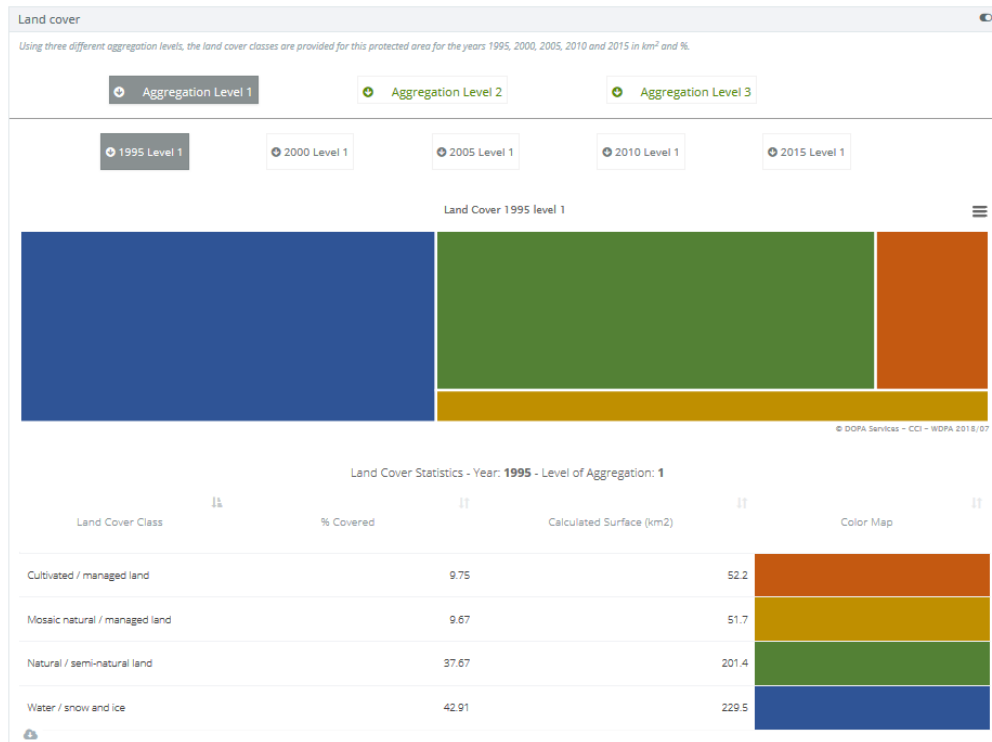 Land cover
Using three different aggregation levels, the land cover classes are provided for this protected area for the years 1995, 2000, 2005, 2010 and 2015 in km² and %.
Aggregation Level 1 Aggregation Level 2 Aggregation Level 3
1995 Level 1 2000 Level 1 2005 Level 1 2010 Level 1 2015 Level 1
Land Cover 1995 level 1
© DOPA Services - CCI - WDPA 2018/07
Land Cover Statistics - Year: 1995 - Level of Aggregation: 1
Land Cover Class % Covered Calculated Surface (km2) Color Map
Cultivated / managed land 9.75 52.2
Mosaic natural / managed land 9.67 51.7
Natural / semi-natural land 37.67 201.4
Water / snow and ice 42.91 229.5